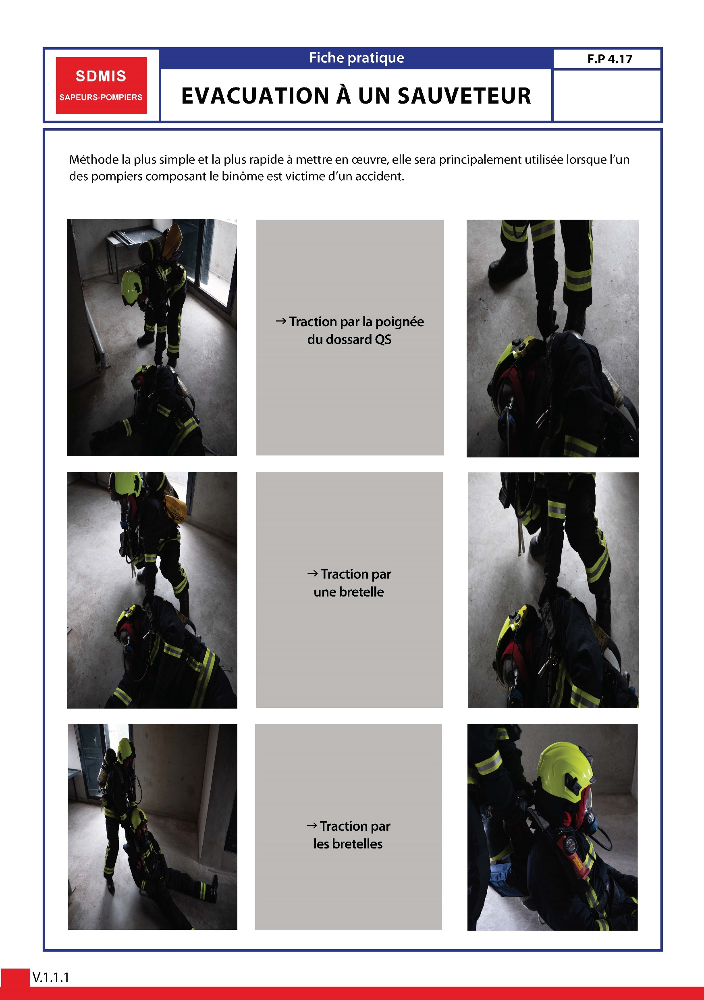 Fiche pratique
F.P 4.17
SDMIS
SAPEURS-POMPIERS
EVACUATION À UN SAUVETEUR
Méthode la plus simple et la plus rapide à mettre en œuvre, elle sera principalement utilisée lorsque l’un
des pompiers composant le binôme est victime d’un accident.
→ Traction par la poignée
du dossard QS
→ Traction par
une bretelle
→ Traction par
les bretelles
V.1.1.1